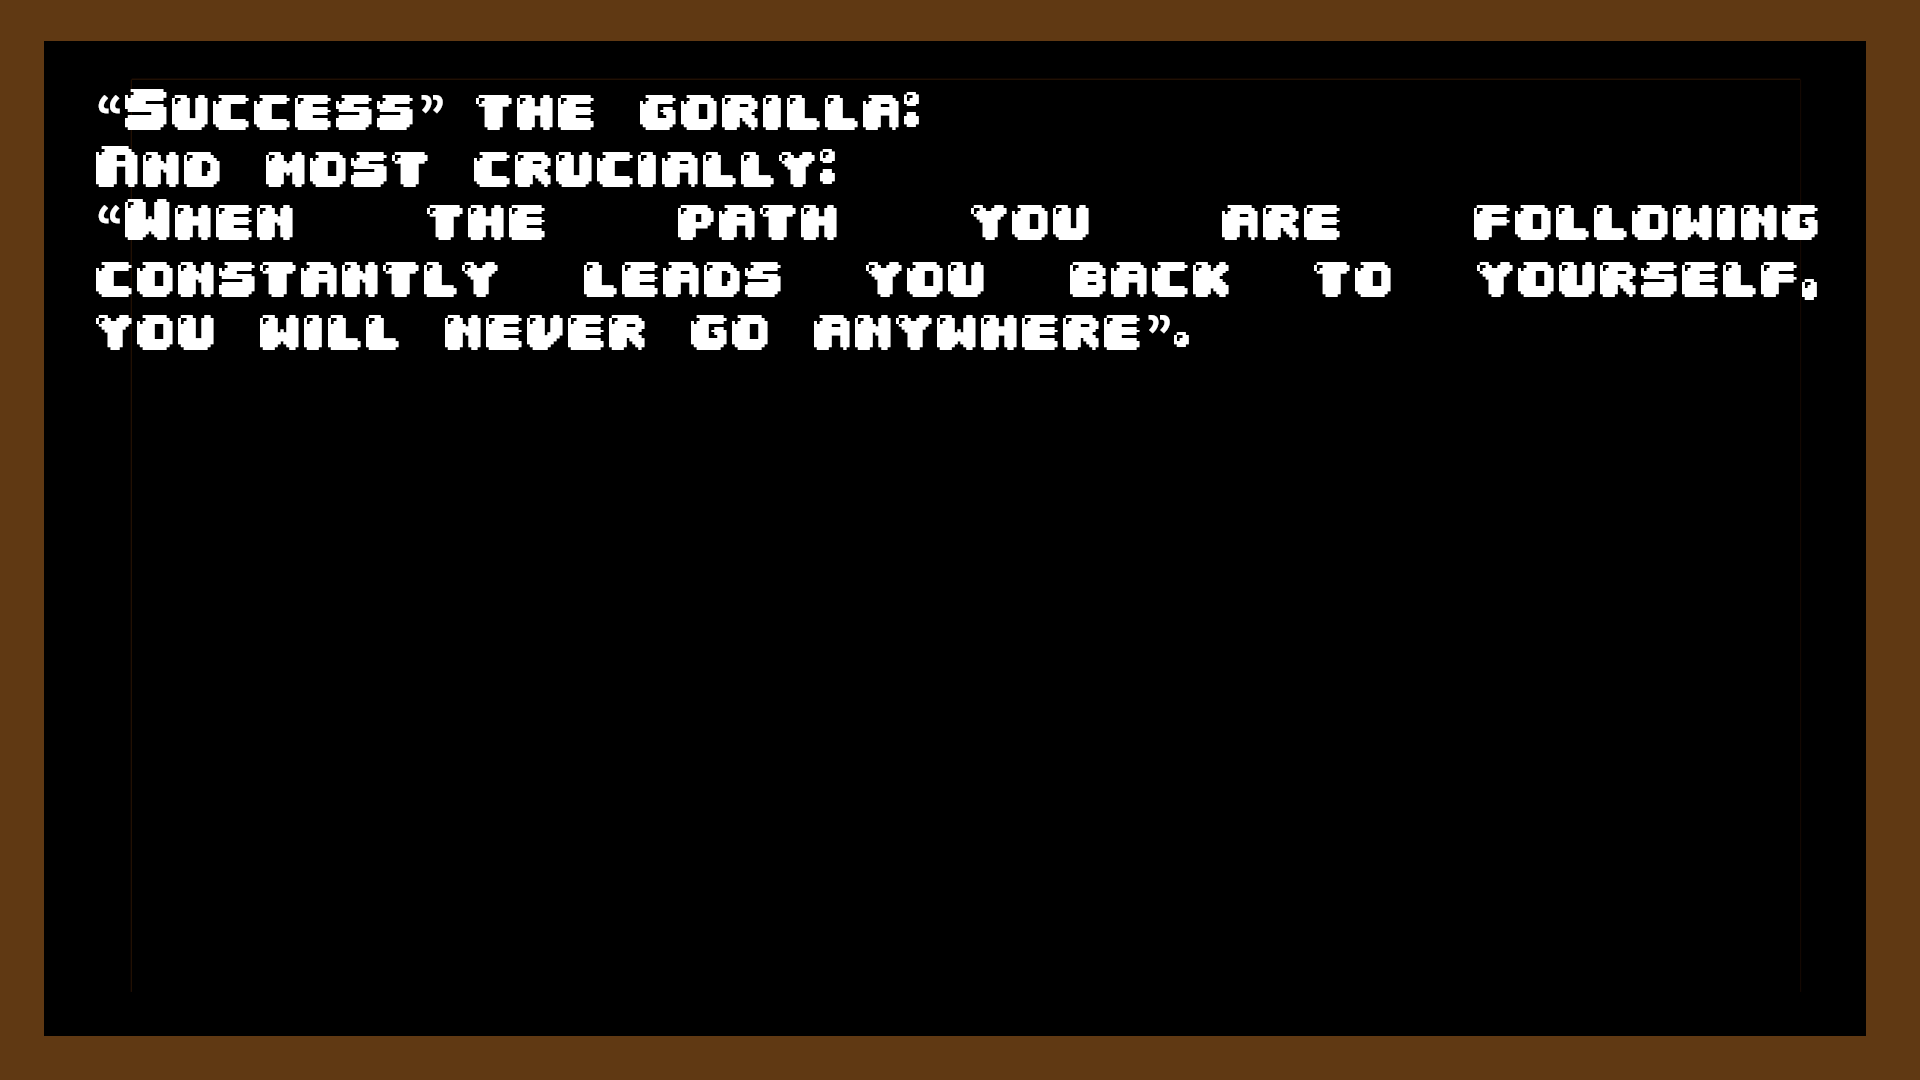 “Success” the gorilla:
And most crucially:
“When the path you are following
constantly leads you back to yourself,
you will never go anywhere”.